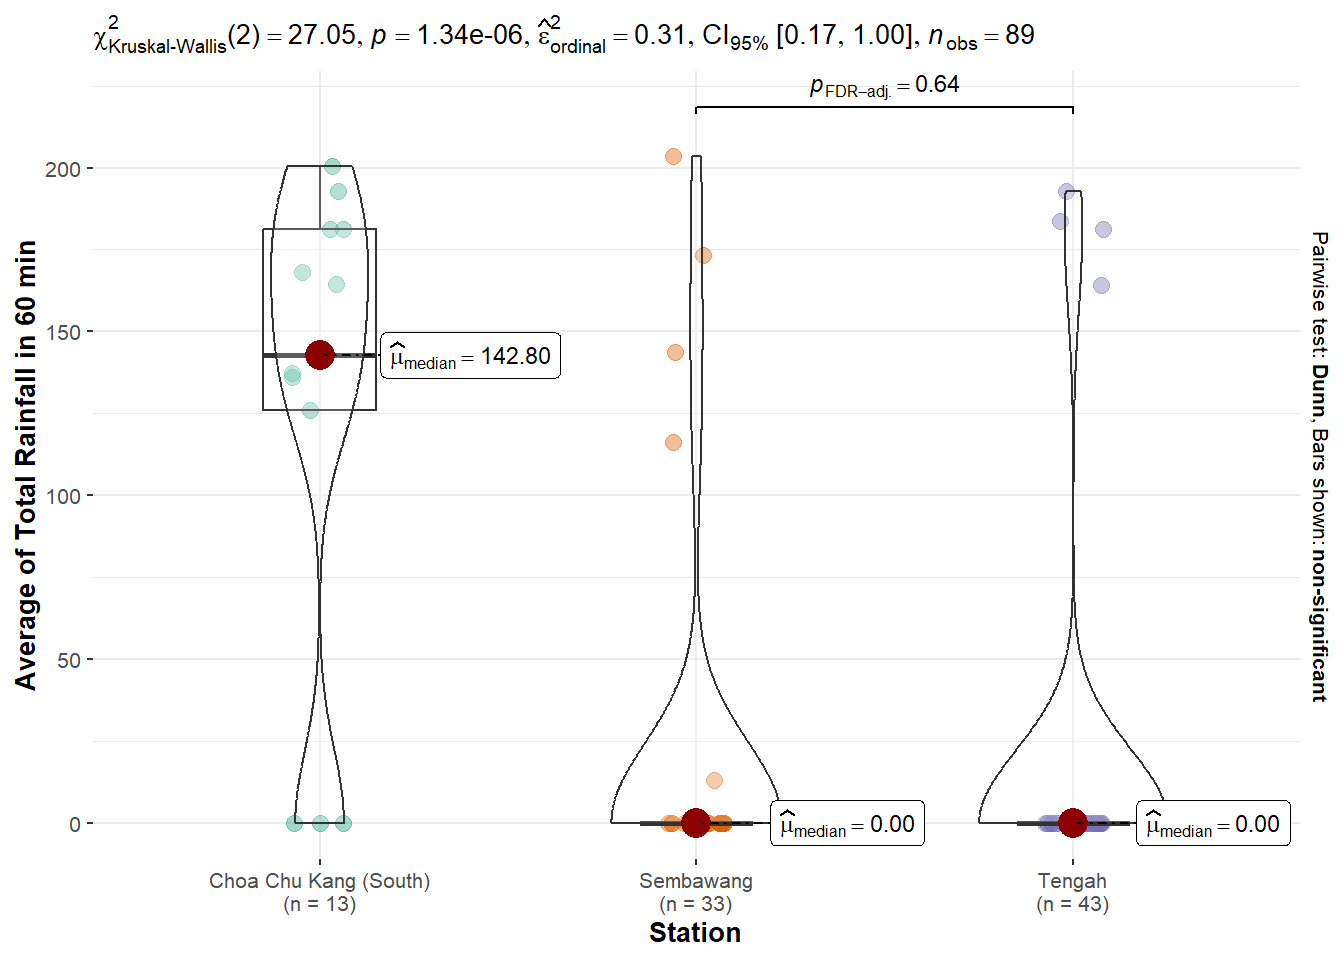 χ²Kruskal-Wallis(2) = 27.05, p = 1.34e-06, ε̂²ordinal = 0.31, CI95% [0.17, 1.00], nobs = 89
pFDR–adj. = 0.64
200
150
100
50
0
Average of Total Rainfall in 60 min
μ̂median = 142.80
μ̂median = 0.00
μ̂median = 0.00
Pairwise test: Dunn, Bars shown: non-significant
Choa Chu Kang (South)
(n = 13)
Sembawang
(n = 33)
Tengah
(n = 43)
Station